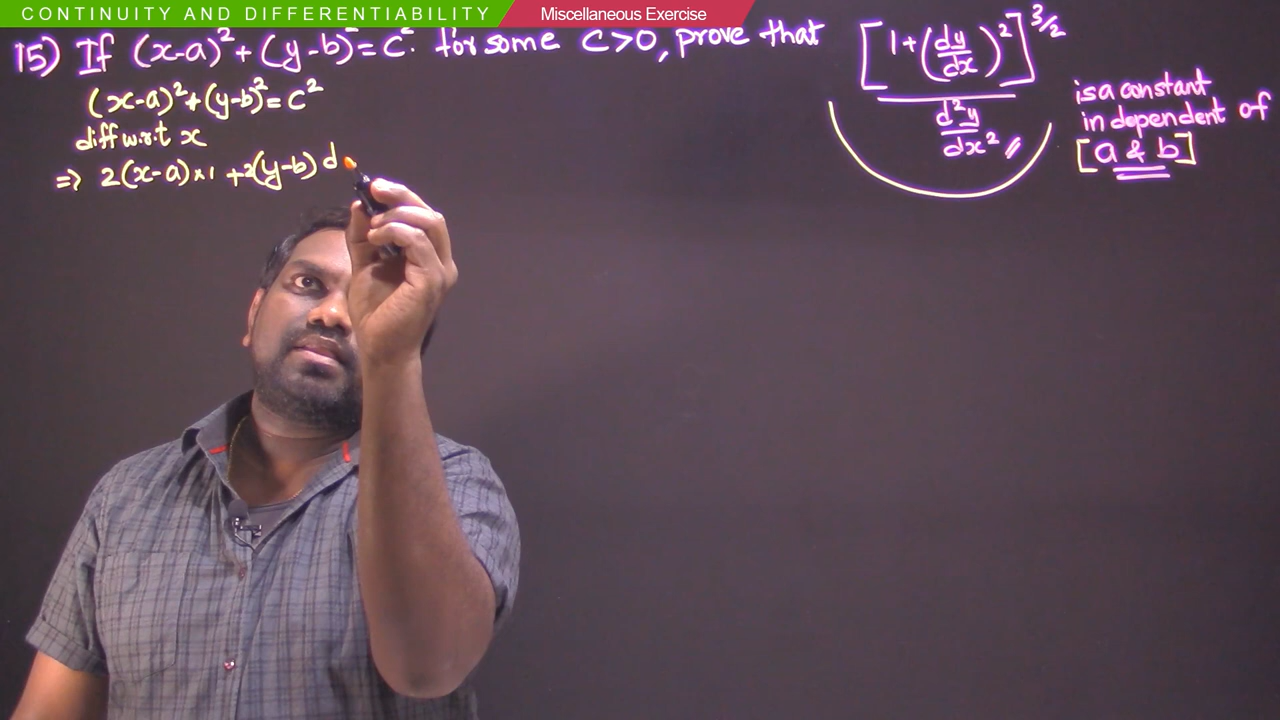 CONTINUITY AND DIFFERENTIABILITY
Miscellaneous Exercise
15) If (x-a)² + (y-b)² = c². for some c>0, prove that [1+(dy/dx)²]^3/2 / d²y/dx² is a constant
in dependent of
[a & b]
(x-a)²+(y-b)²=c²
diff w.r.t x
⇒ 2(x-a)×1 +2(y-b) d